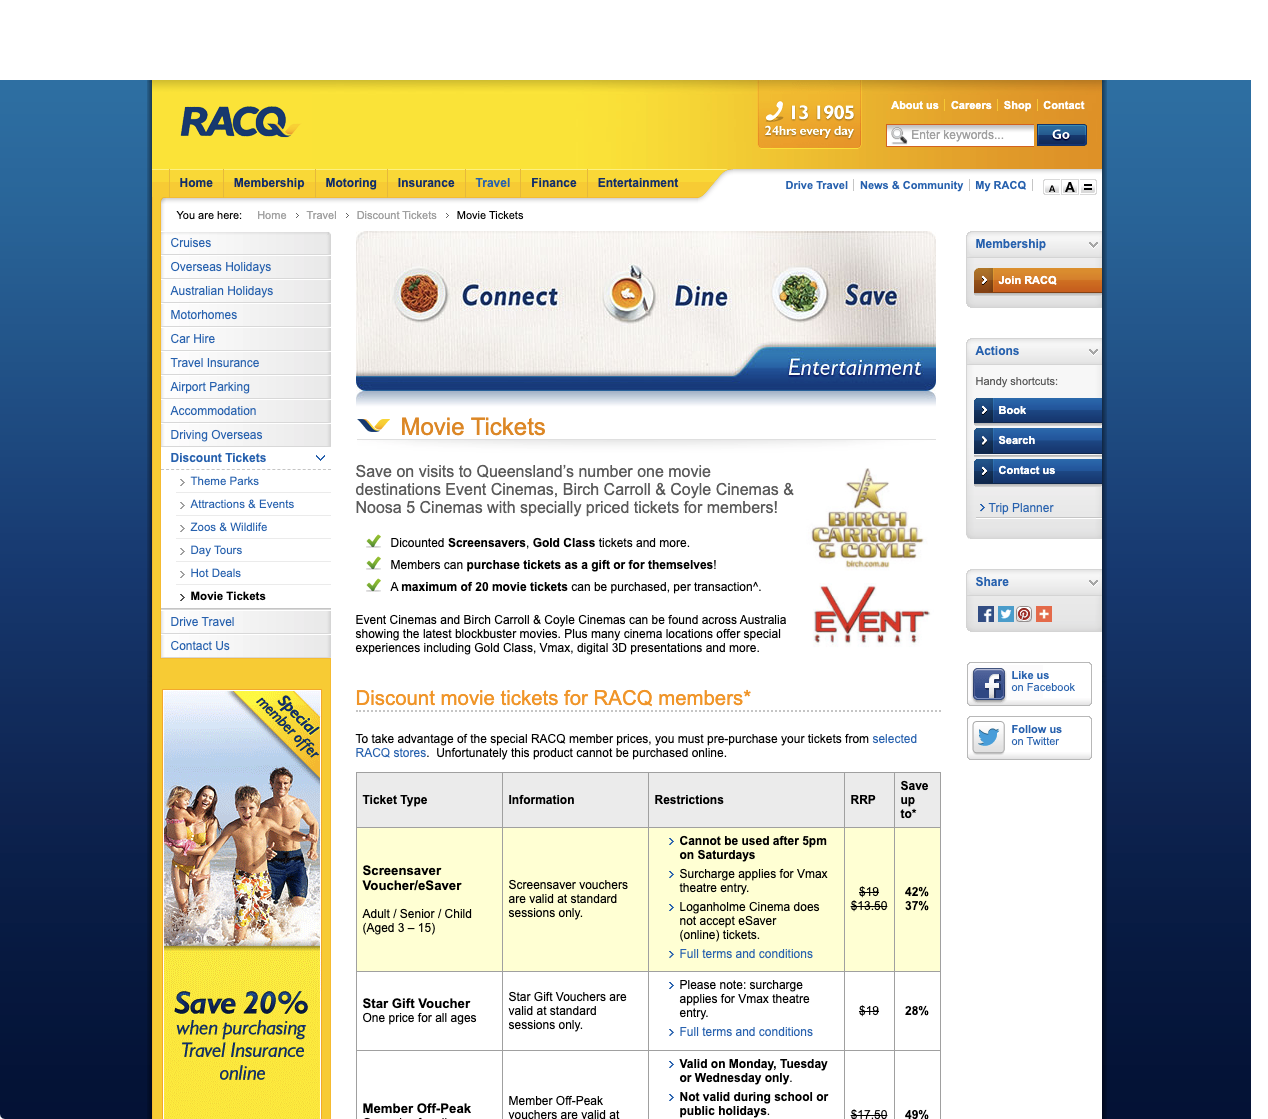 RACQ
13 1905
24hrs every day
About us
Careers
Shop
Contact
Enter keywords...
Go
Home
Membership
Motoring
Insurance
Travel
Finance
Entertainment
Drive Travel
News & Community
My RACQ
A A =
You are here: Home > Travel > Discount Tickets > Movie Tickets
Cruises
Overseas Holidays
Australian Holidays
Motorhomes
Car Hire
Travel Insurance
Airport Parking
Accommodation
Driving Overseas
Discount Tickets
Theme Parks
Attractions & Events
Zoos & Wildlife
Day Tours
Hot Deals
Movie Tickets
Drive Travel
Contact Us
Special
member offer
Save 20%
when purchasing
Travel Insurance
online
Connect
Dine
Save
Entertainment
Movie Tickets
Save on visits to Queensland's number one movie
destinations Event Cinemas, Birch Carroll & Coyle Cinemas &
Noosa 5 Cinemas with specially priced tickets for members!
BIRCH
CARROLL
& COYLE
birch.com.au
EVENT
CINEMAS
Dicounted Screensavers, Gold Class tickets and more.
Members can purchase tickets as a gift or for themselves!
A maximum of 20 movie tickets can be purchased, per transaction^.
Event Cinemas and Birch Carroll & Coyle Cinemas can be found across Australia
showing the latest blockbuster movies. Plus many cinema locations offer special
experiences including Gold Class, Vmax, digital 3D presentations and more.
Discount movie tickets for RACQ members*
To take advantage of the special RACQ member prices, you must pre-purchase your tickets from selected
RACQ stores.  Unfortunately this product cannot be purchased online.
Ticket Type
Information
Restrictions
RRP
Save
up
to*
Screensaver
Voucher/eSaver
Adult / Senior / Child
(Aged 3 – 15)
Screensaver vouchers
are valid at standard
sessions only.
Cannot be used after 5pm
on Saturdays
Surcharge applies for Vmax
theatre entry.
Loganholme Cinema does
not accept eSaver
(online) tickets.
Full terms and conditions
$19
$13.50
42%
37%
Star Gift Voucher
One price for all ages
Star Gift Vouchers are
valid at standard
sessions only.
Please note: surcharge
applies for Vmax theatre
entry.
Full terms and conditions
$19
28%
Member Off-Peak
Member Off-Peak
vouchers are valid at
Valid on Monday, Tuesday
or Wednesday only.
Not valid during school or
public holidays.
$17.50
49%
Membership
Join RACQ
Actions
Handy shortcuts:
Book
Search
Contact us
Trip Planner
Share
Like us
on Facebook
Follow us
on Twitter